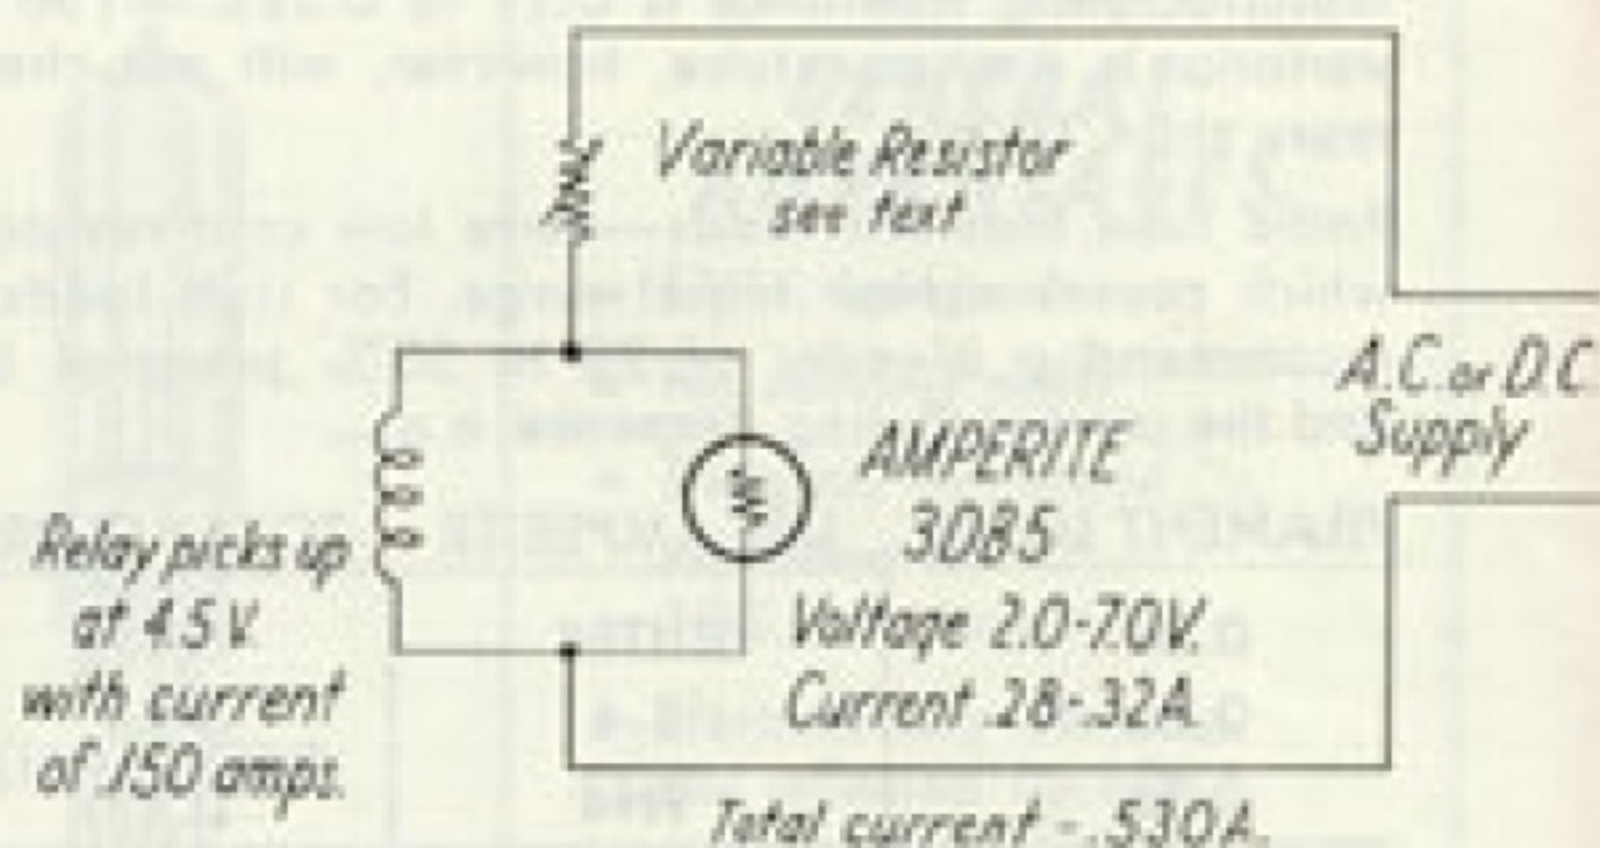 Variable Resistor
see text
A.C. or D.C.
Supply
AMPERITE
3085
Voltage 2.0-7.0V.
Current .28-.32A.
Relay picks up
at 4.5 V.
with current
of .150 amps.
Total current - .530A.